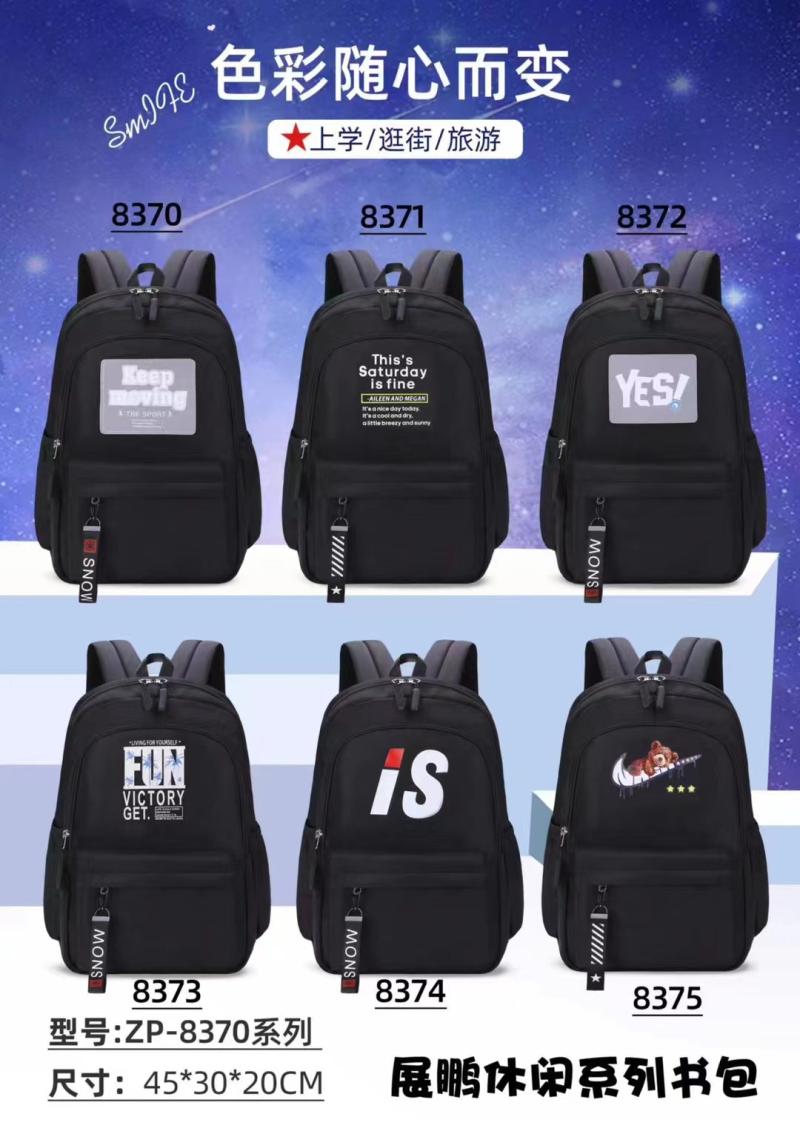 SmIFE
色彩随心而变
★上学/逛街/旅游
8370
8371
8372
Keep
moving
THE SPORT
This's
Saturday
is fine
-AILEEN AND MEGAN
It's a nice day today.
It's a cool and dry,
a little breezy and sunny
YES!
SNOW
SNOW
"LIVING FOR YOURSELF"
FUN
VICTORY
GET.
iS
SNOW
SNOW
8373
8374
8375
型号:ZP-8370系列
尺寸：45*30*20CM
展鹏休闲系列书包